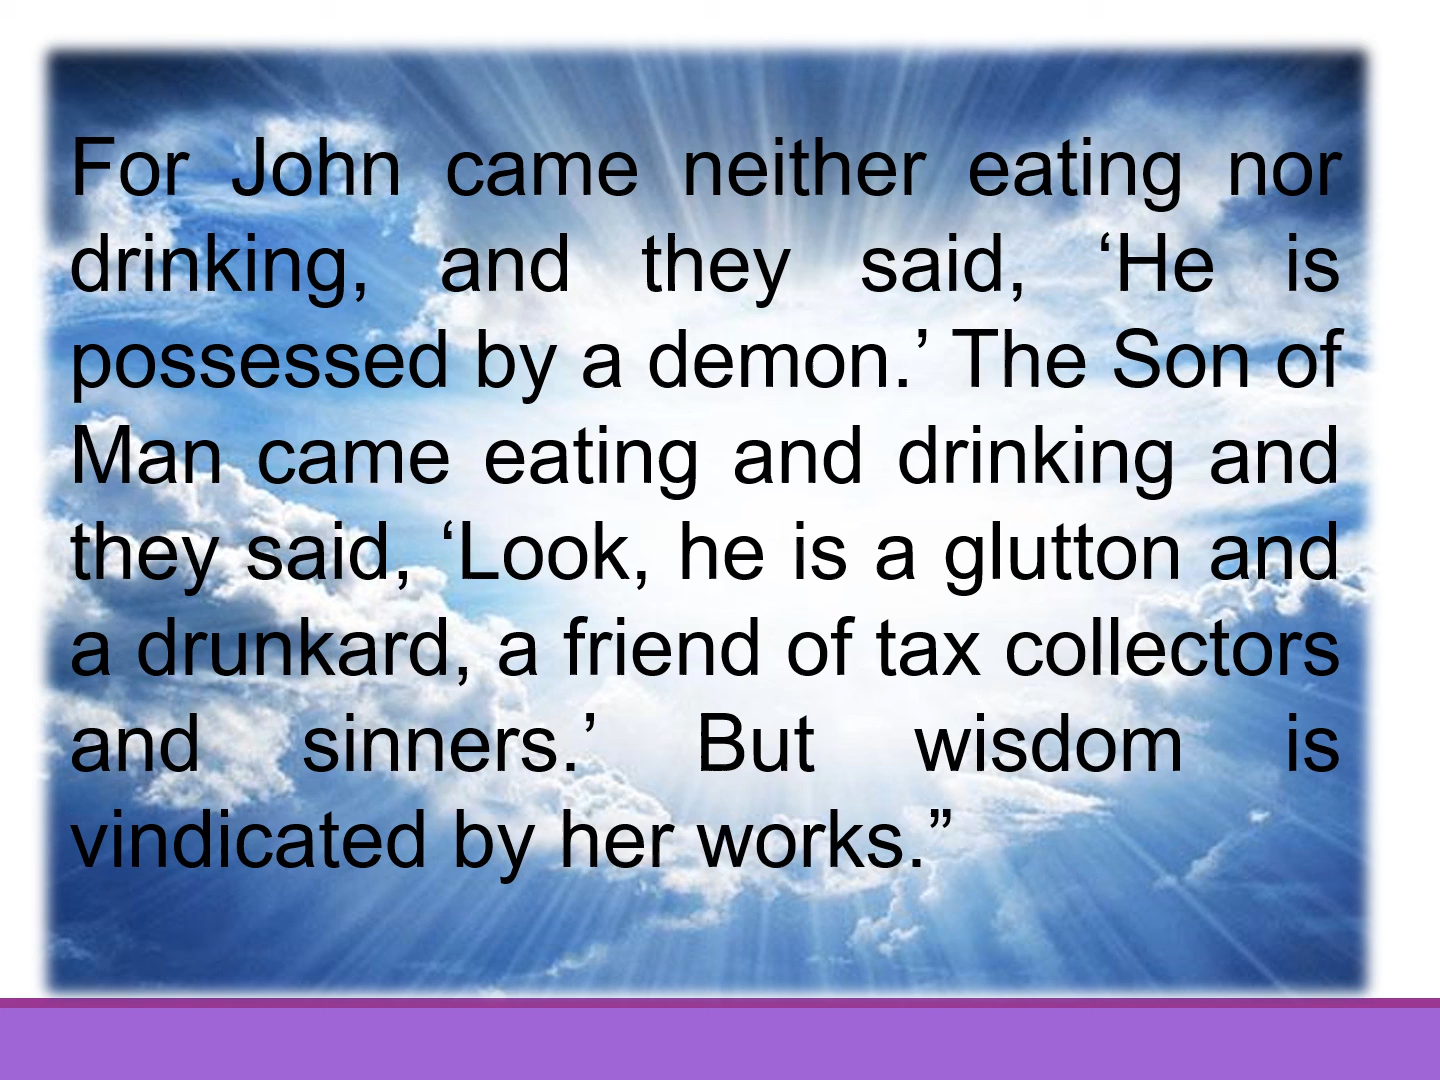 For John came neither eating nor
drinking, and they said, ‘He is
possessed by a demon.’ The Son of
Man came eating and drinking and
they said, ‘Look, he is a glutton and
a drunkard, a friend of tax collectors
and sinners.’ But wisdom is
vindicated by her works.”